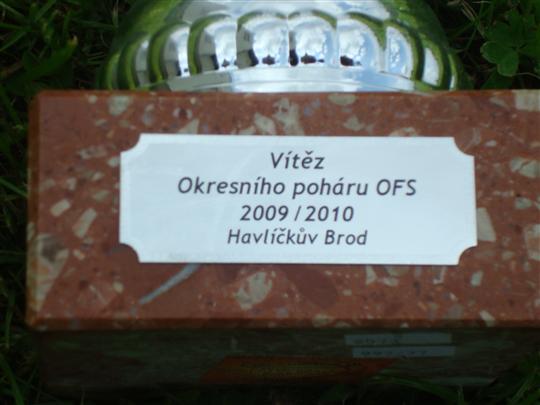 Vítěz
Okresního poháru OFS
2009/2010
Havlíčkův Brod